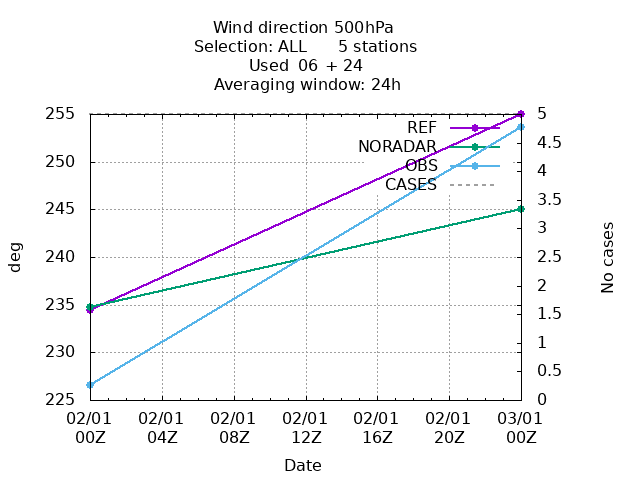 Wind direction 500hPa
Selection: ALL      5 stations
Used  06 + 24
Averaging window: 24h
255
250
245
240
235
230
225
deg
REF
NORADAR
OBS
CASES
5
4.5
4
3.5
3
2.5
2
1.5
1
0.5
0
No cases
02/01 02/01 02/01 02/01 02/01 02/01 03/01
00Z 04Z 08Z 12Z 16Z 20Z 00Z
Date